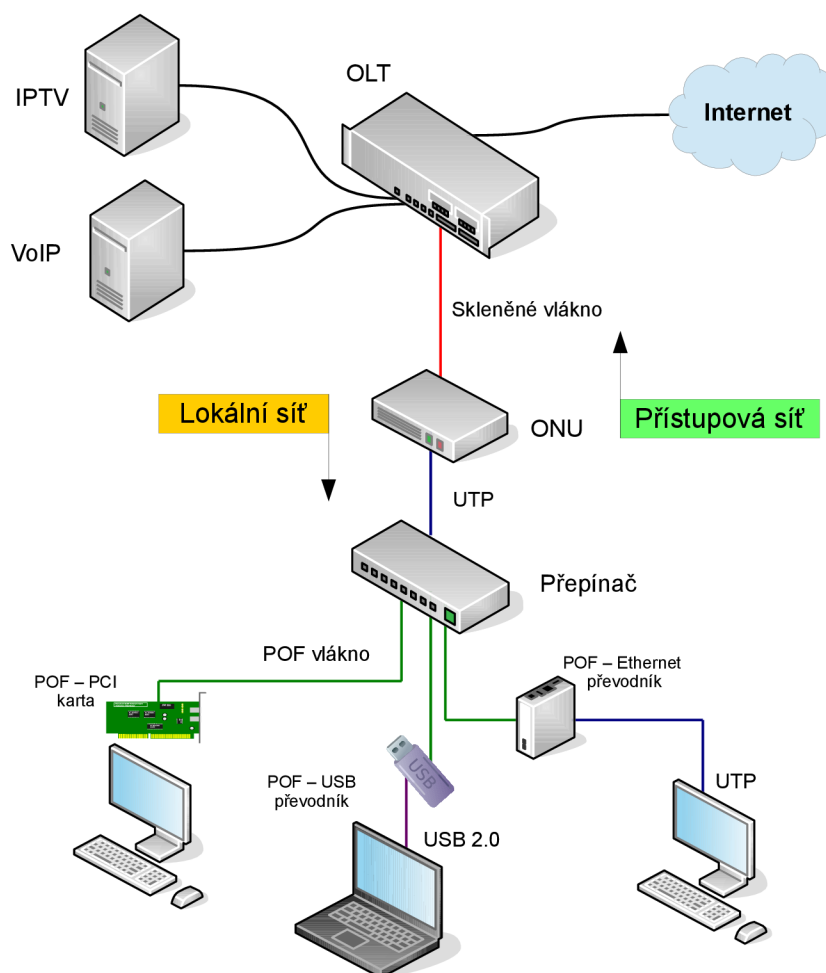 OLT
IPTV
Internet
VoIP
Skleněné vlákno
Lokální síť
Přístupová síť
ONU
UTP
Přepínač
POF vlákno
POF – Ethernet
převodník
POF – PCI
karta
USB
POF – USB
převodník
UTP
USB 2.0